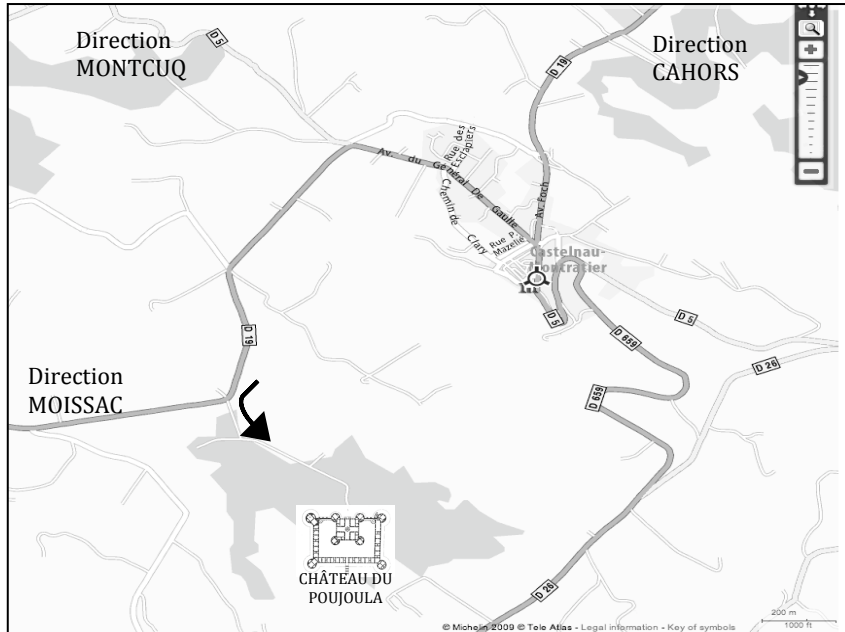 Direction
MONTCUQ
D 5
Direction
CAHORS
D 19
Rue des
Esclapiers
Av. du Général De Gaulle
Av. Foch
Chemin de
Clary
Rue P.
Mazelié
Castelnau-
Montratier
D 5
D 5
D 659
D 26
D 19
Direction
MOISSAC
D 659
CHÂTEAU DU
POUJOULA
D 26
200 m
1000 ft
© Michelin 2009 © Tele Atlas - Legal information - Key of symbols